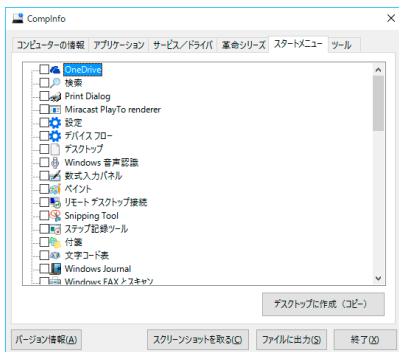 CompInfo
コンピューターの情報 アプリケーション サービス／ドライバ 革命シリーズ スタートメニュー ツール
OneDrive
検索
Print Dialog
Miracast PlayTo renderer
設定
デバイス フロー
デスクトップ
Windows 音声認識
数式入力パネル
ペイント
リモート デスクトップ接続
Snipping Tool
ステップ記録ツール
付箋
文字コード表
Windows Journal
Windows FAX とスキャン
デスクトップに作成（コピー）
バージョン情報(A) スクリーンショットを取る(C) ファイルに出力(S) 終了(X)